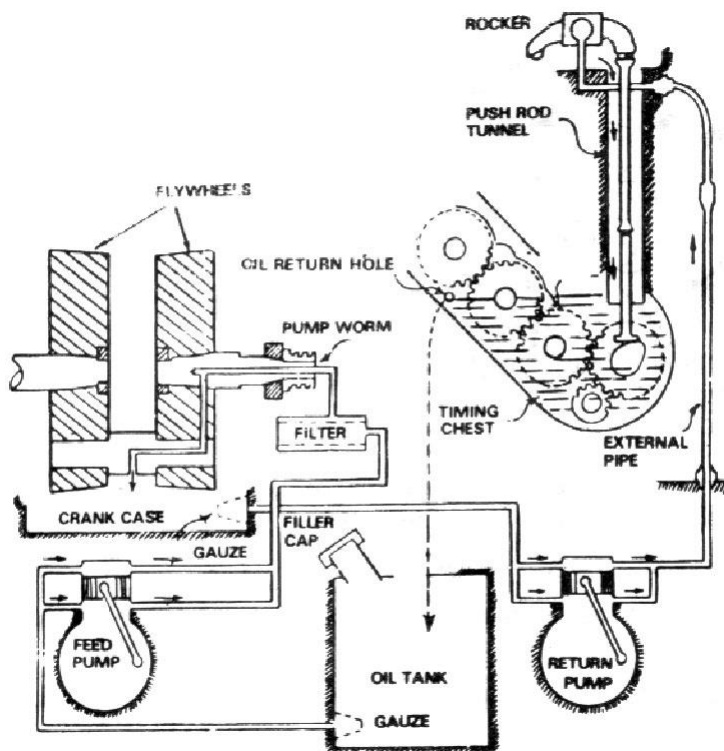 ROCKER
PUSH ROD
TUNNEL
FLYWHEELS
OIL RETURN HOLE
PUMP WORM
FILTER
TIMING
CHEST
EXTERNAL
PIPE
CRANK CASE
GAUZE
FILLER
CAP
FEED
PUMP
OIL TANK
GAUZE
RETURN
PUMP